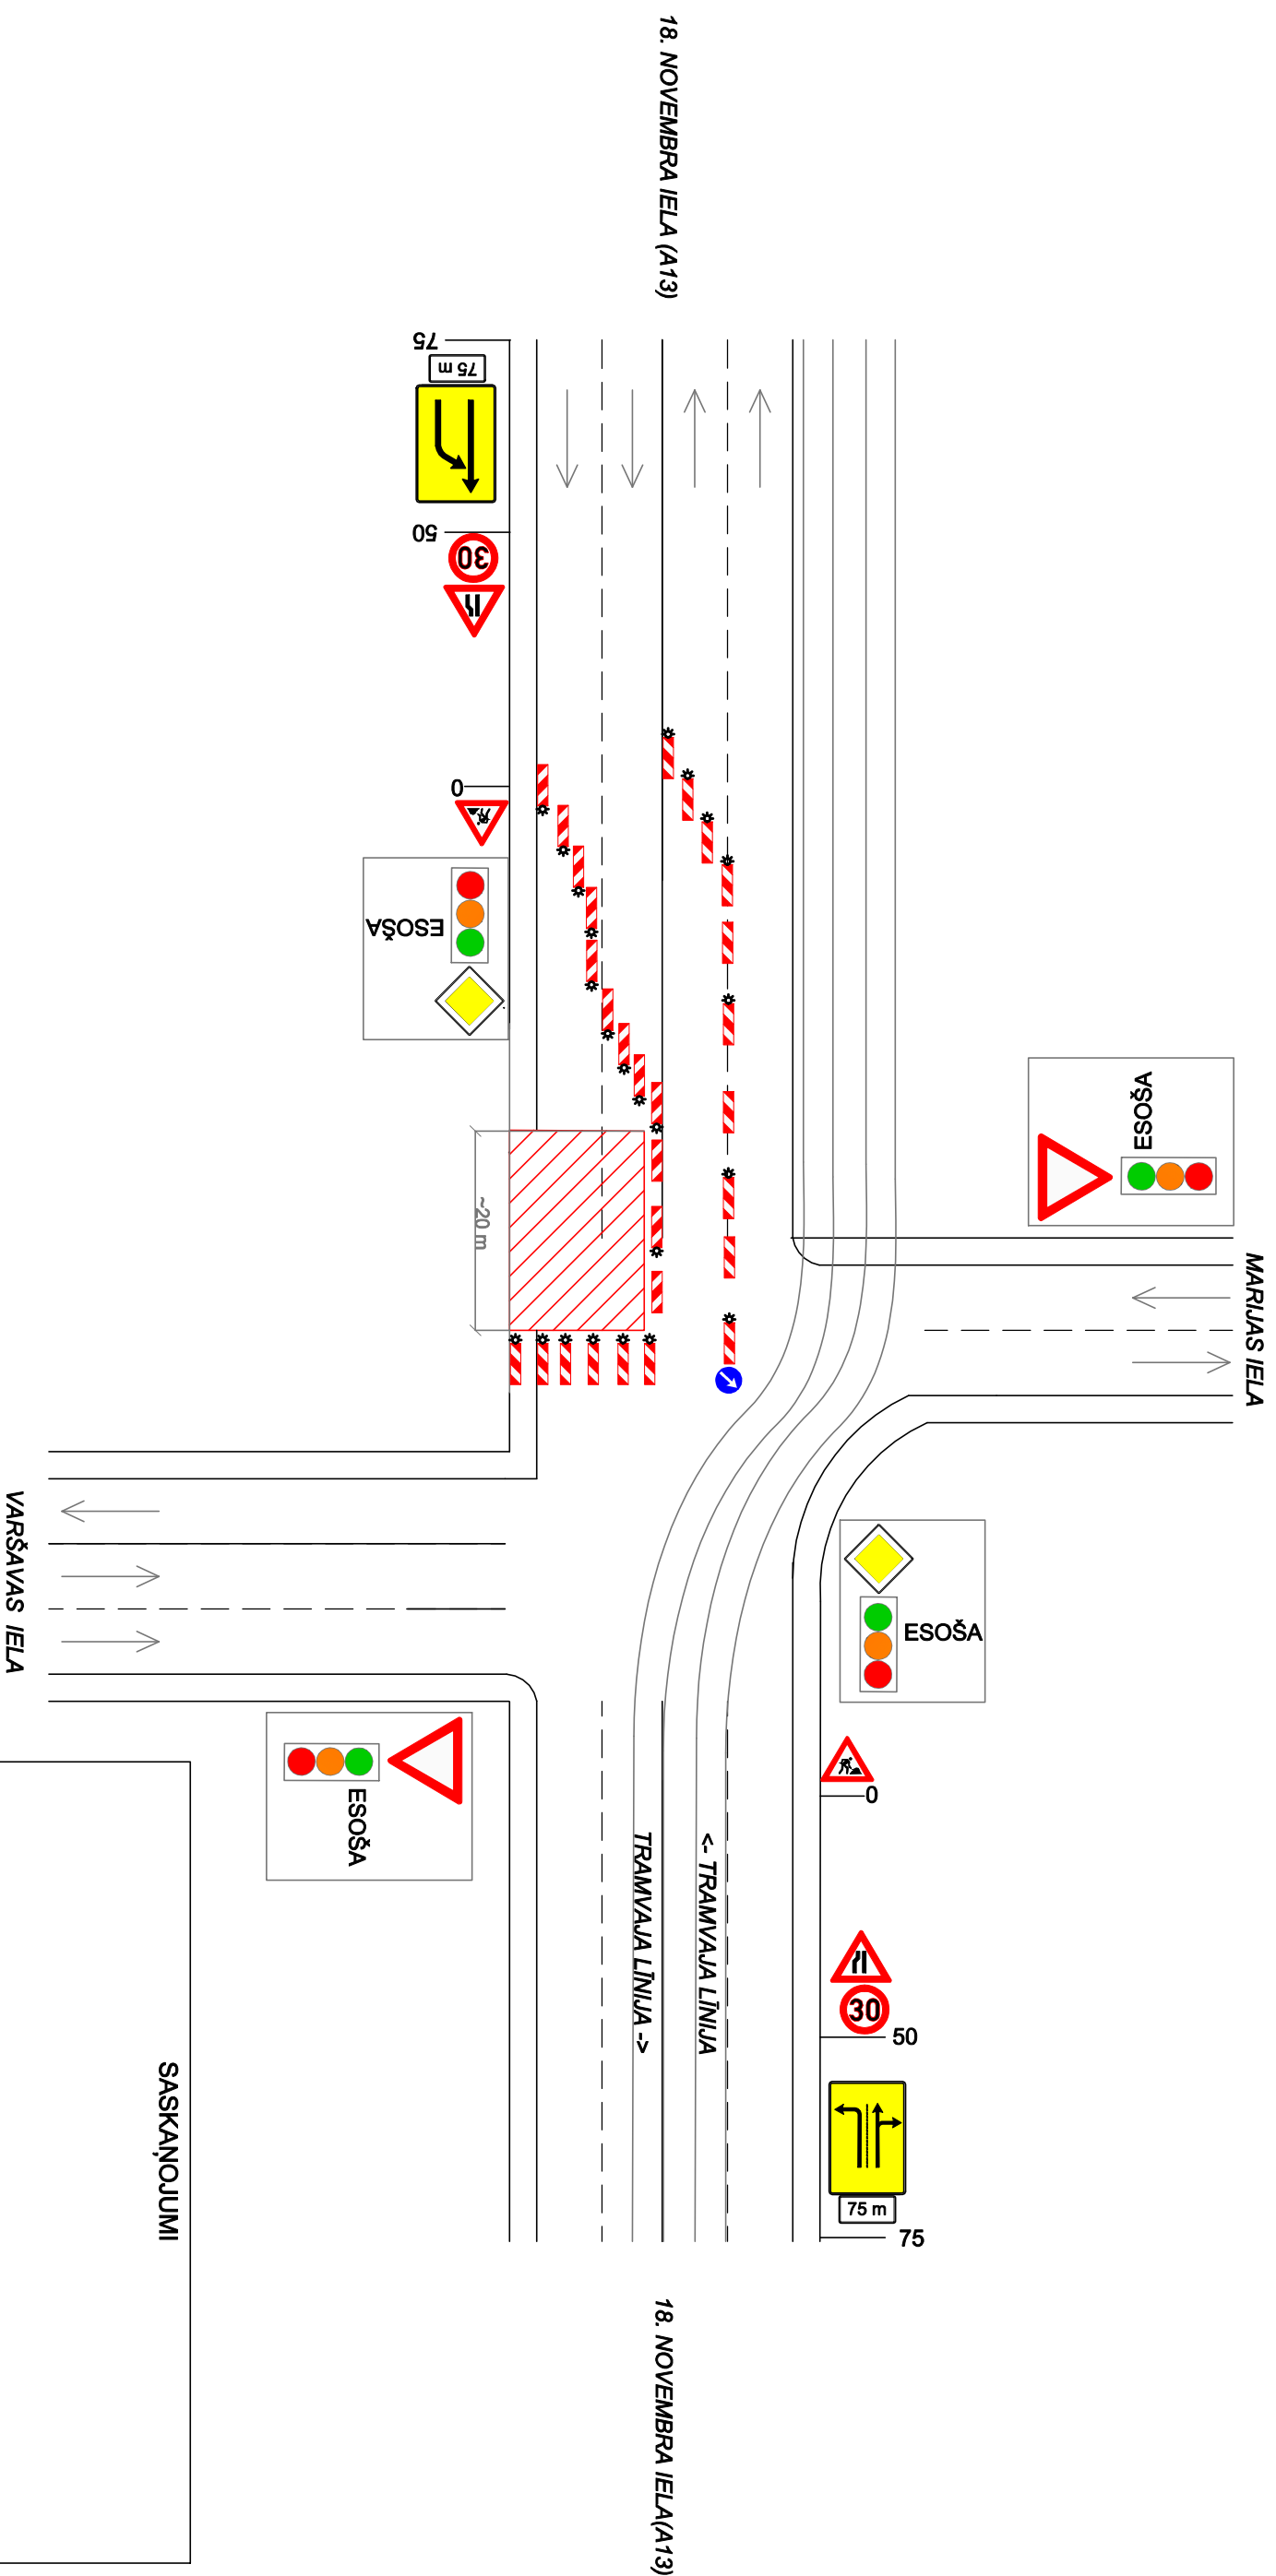 18. NOVEMBRA IELA (A13)
75
75 m
50
30
0
ESOŠA
~20 m
ESOŠA
MARIJAS IELA
VARŠAVAS IELA
ESOŠA
ESOŠA
0
<- TRAMVAJA LĪNIJA
TRAMVAJA LĪNIJA ->
30
50
75 m
75
SASKAŅOJUMI
18. NOVEMBRA IELA(A13)